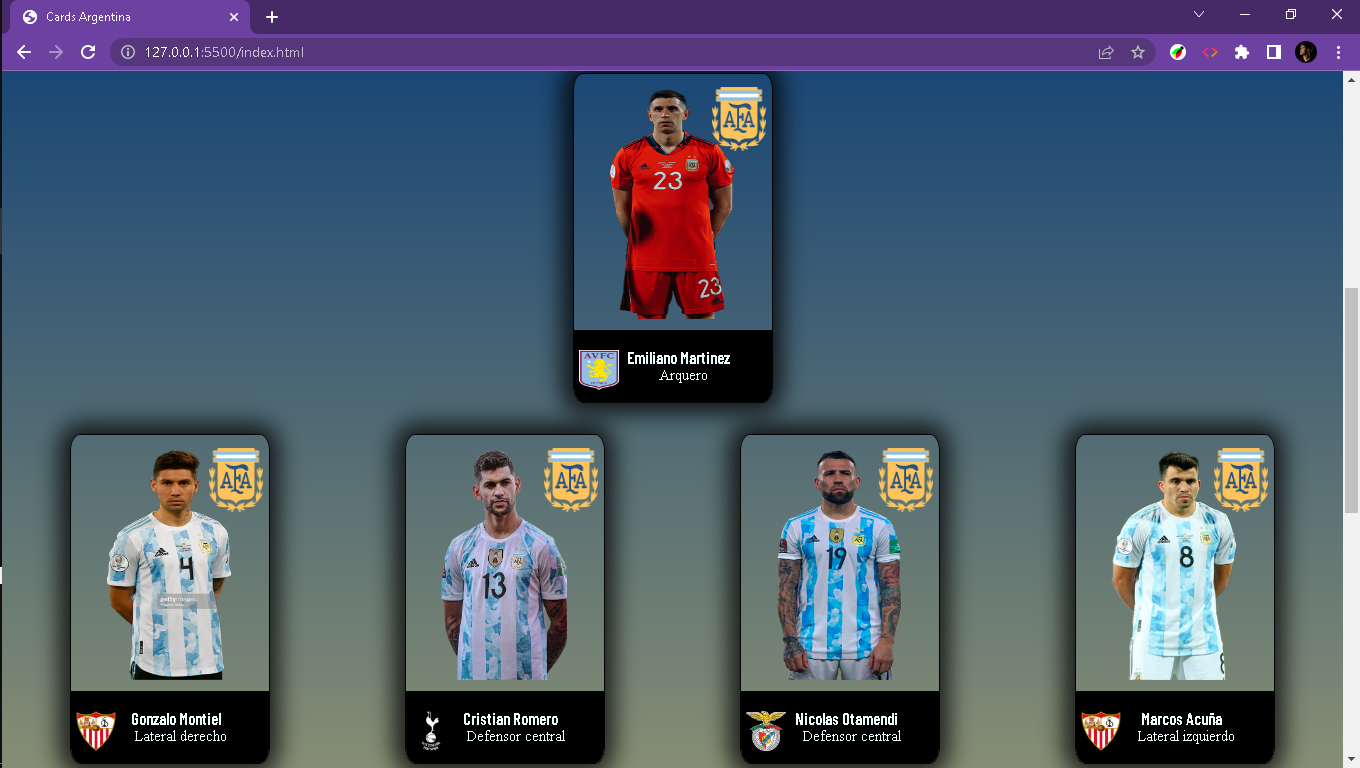 Cards Argentina
127.0.0.1:5500/index.html
AFA
23
23
AVFC
Emiliano Martinez
Arquero
AFA
AFA
AFA
AFA
4
13
19
8
gettyimages
8
Gonzalo Montiel
Lateral derecho
Cristian Romero
Defensor central
Nicolas Otamendi
Defensor central
Marcos Acuña
Lateral izquierdo